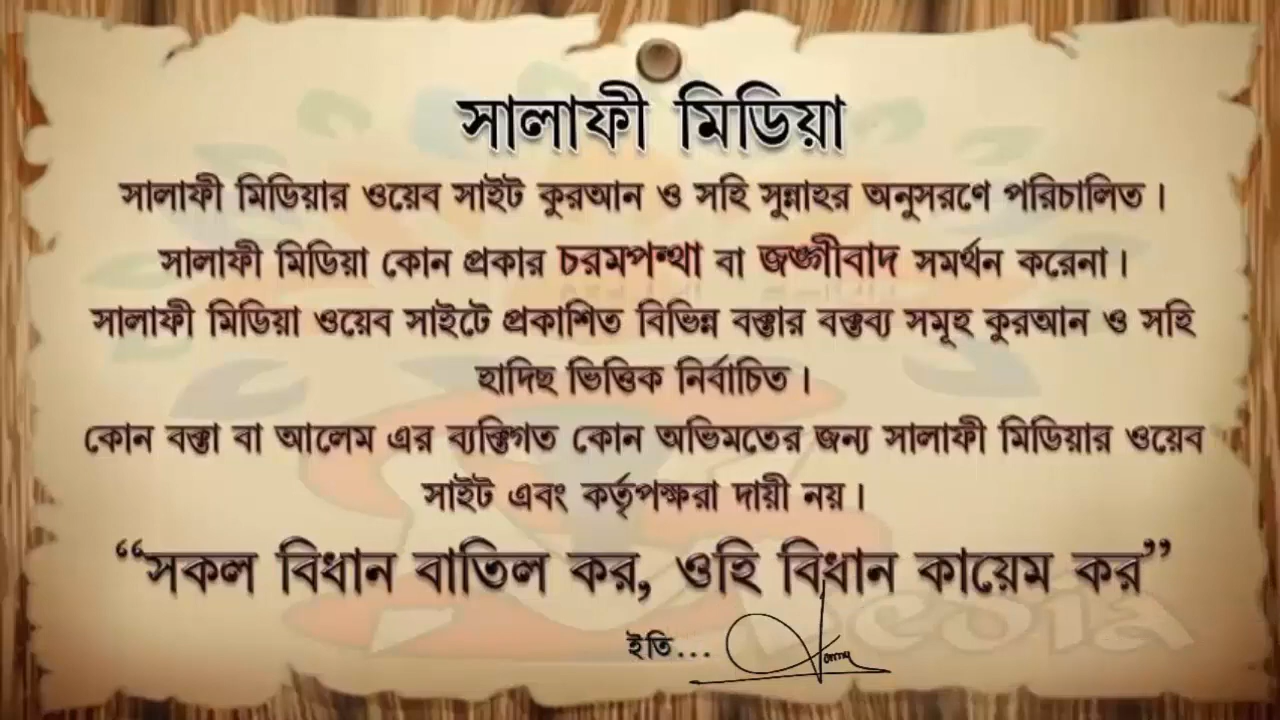 সালাফী মিডিয়া
সালাফী মিডিয়ার ওয়েব সাইট কুরআন ও সহি সুন্নাহর অনুসরণে পরিচালিত।
সালাফী মিডিয়া কোন প্রকার চরমপন্থা বা জঙ্গীবাদ সমর্থন করেনা।
সালাফী মিডিয়া ওয়েব সাইটে প্রকাশিত বিভিন্ন বক্তার বক্তব্য সমূহ কুরআন ও সহি
হাদিছ ভিত্তিক নির্বাচিত।
কোন বক্তা বা আলেম এর ব্যক্তিগত কোন অভিমতের জন্য সালাফী মিডিয়ার ওয়েব
সাইট এবং কর্তৃপক্ষরা দায়ী নয়।
“সকল বিধান বাতিল কর, ওহি বিধান কায়েম কর”
ইতি...